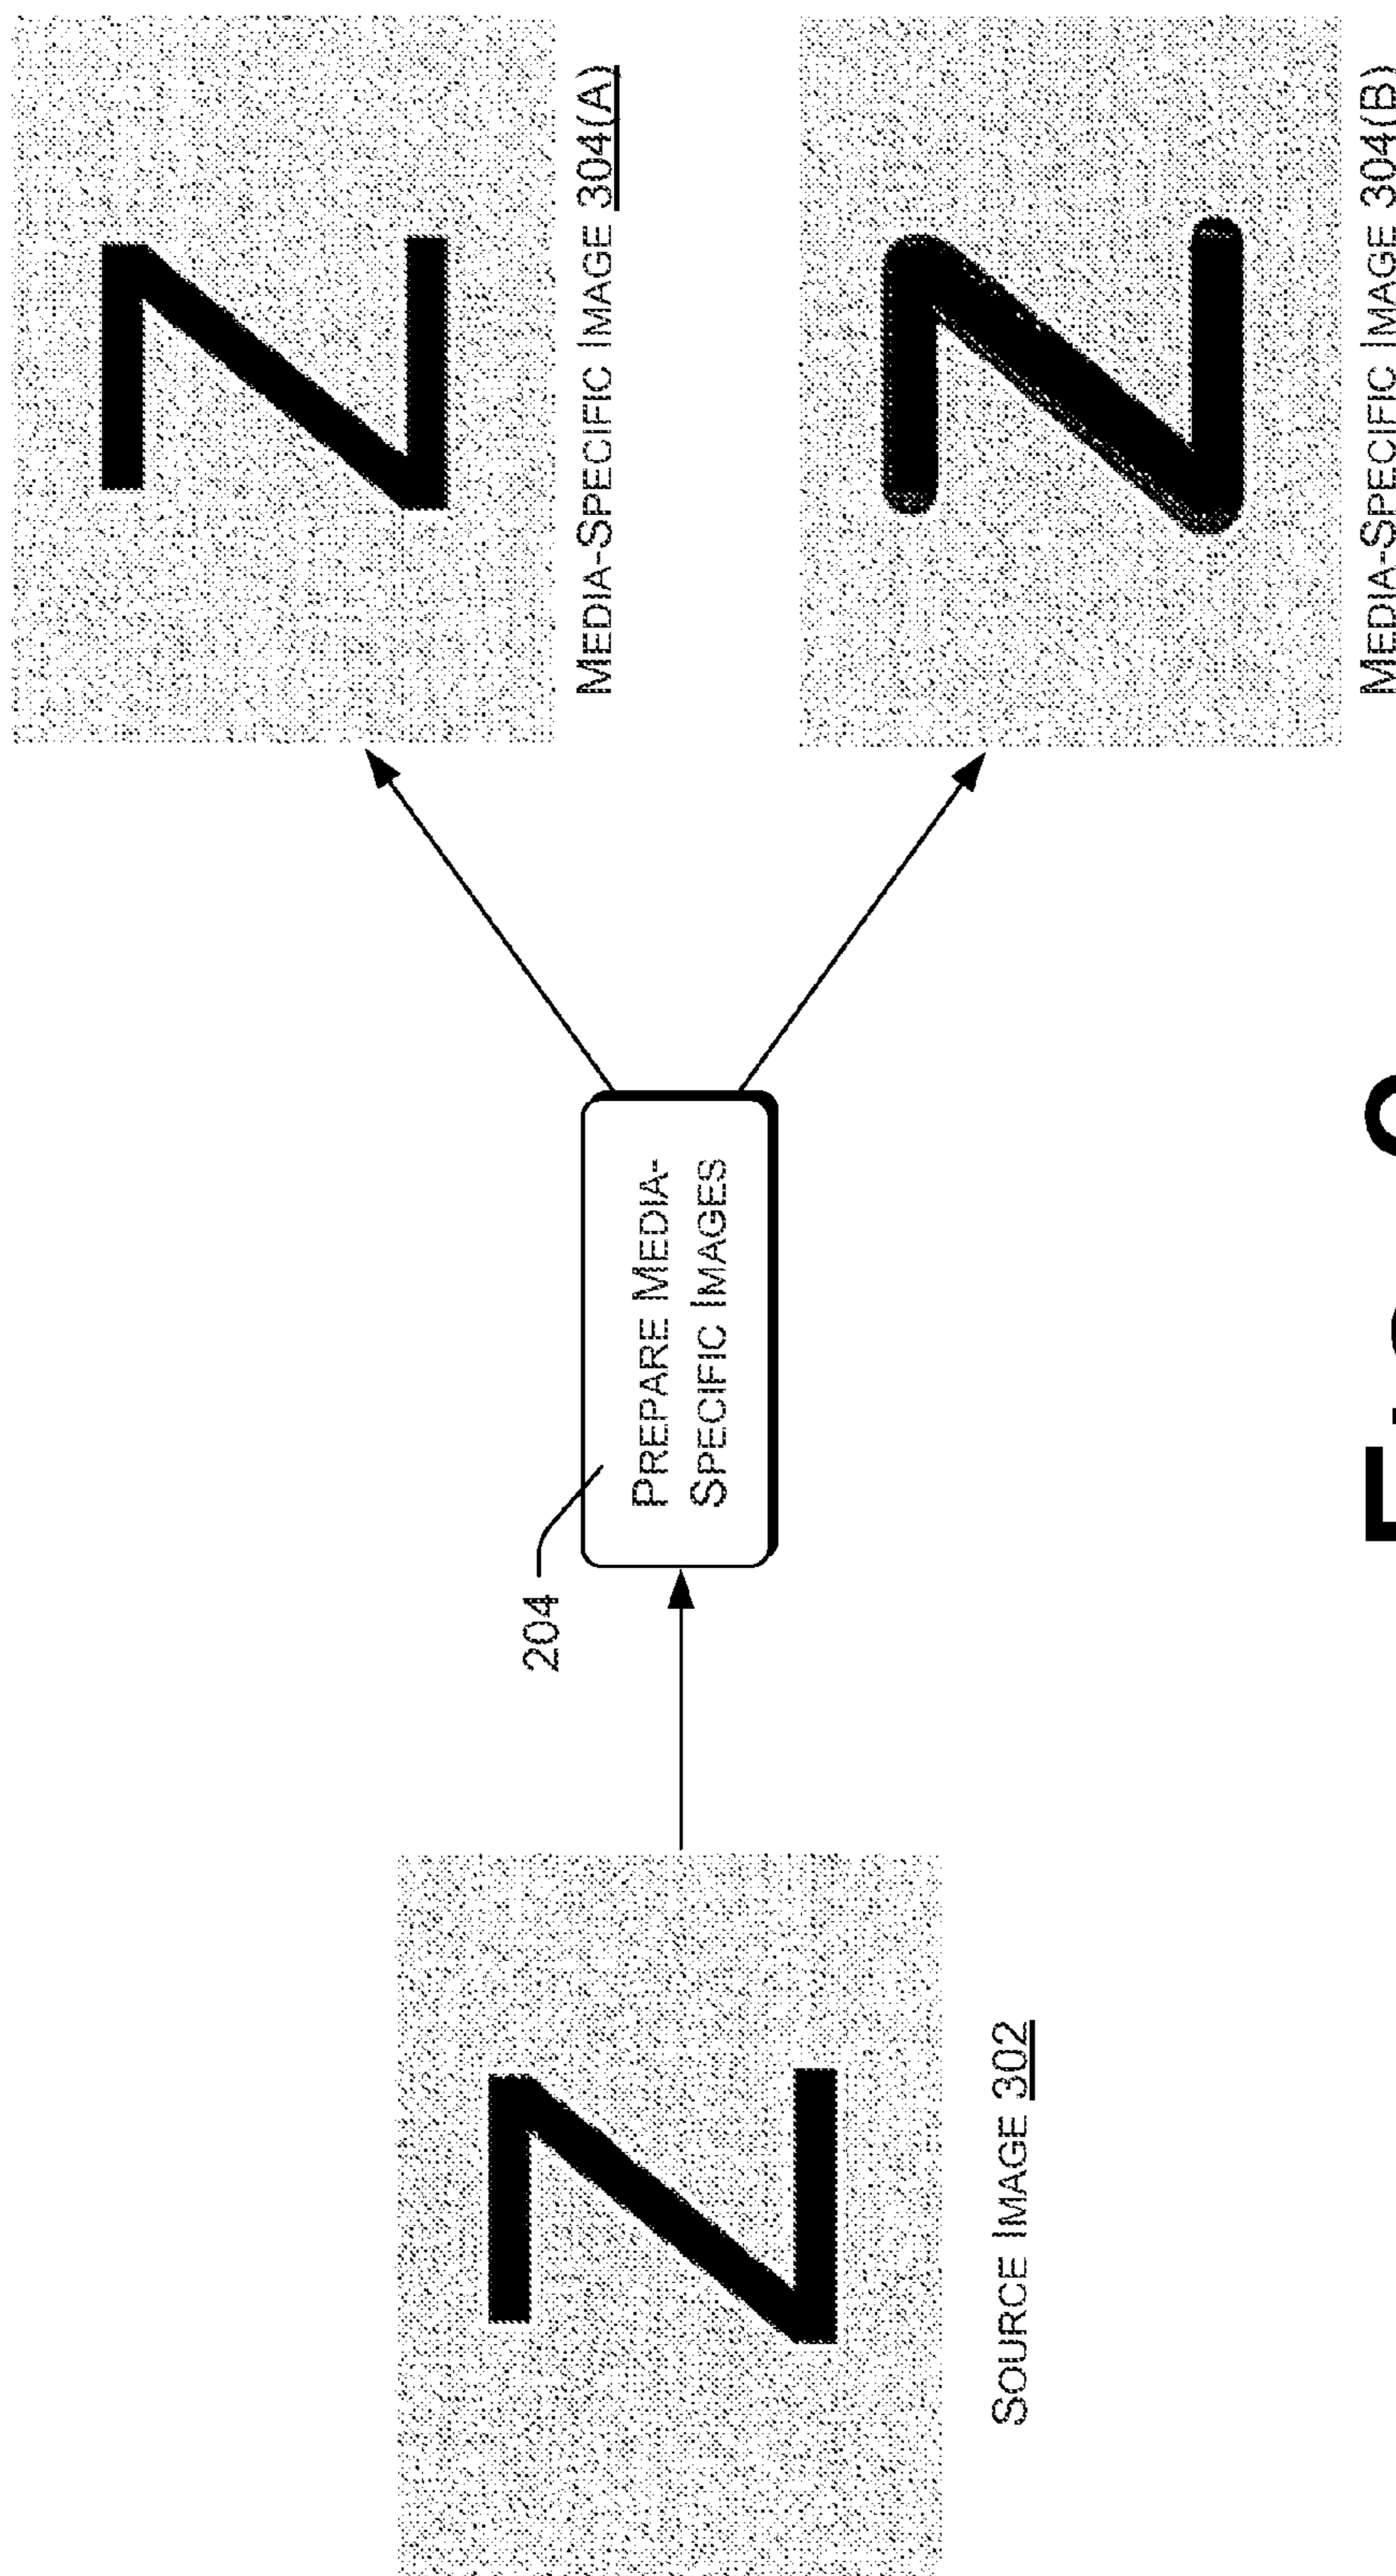 Z
MEDIA-SPECIFIC IMAGE 304(A)
204
PREPARE MEDIA-
SPECIFIC IMAGES
Z
SOURCE IMAGE 302
Z
MEDIA-SPECIFIC IMAGE 304(B)